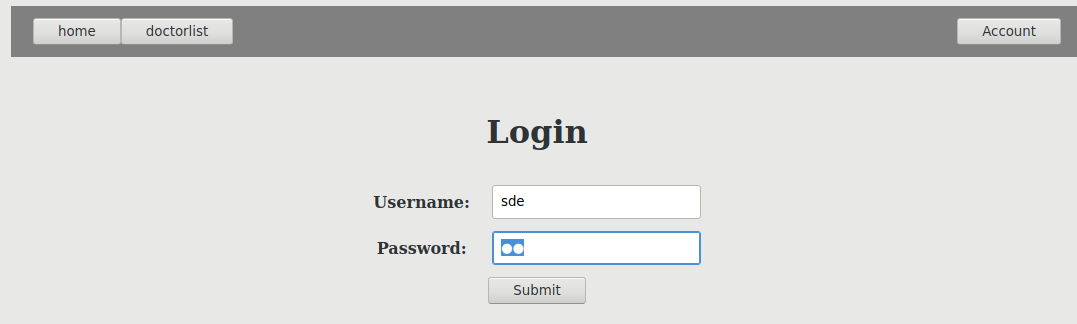 home doctorlist Account
Login
Username: sde
Password: ●●
Submit